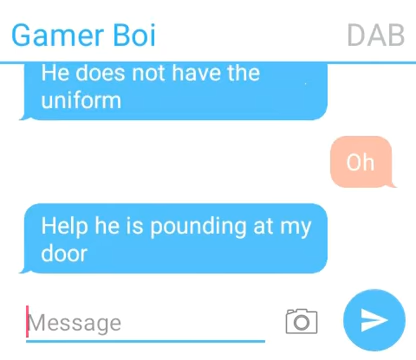 Gamer Boi DAB
He does not have the
uniform
Oh
Help he is pounding at my
door
Message